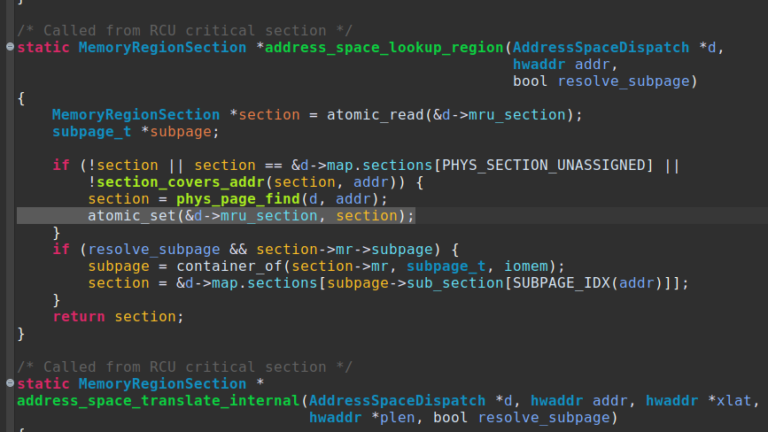 }
/* Called from RCU critical section */
static MemoryRegionSection *address_space_lookup_region(AddressSpaceDispatch *d,
hwaddr addr,
bool resolve_subpage)
{
MemoryRegionSection *section = atomic_read(&d->mru_section);
subpage_t *subpage;
if (!section || section == &d->map.sections[PHYS_SECTION_UNASSIGNED] ||
!section_covers_addr(section, addr)) {
section = phys_page_find(d, addr);
atomic_set(&d->mru_section, section);
}
if (resolve_subpage && section->mr->subpage) {
subpage = container_of(section->mr, subpage_t, iomem);
section = &d->map.sections[subpage->sub_section[SUBPAGE_IDX(addr)]];
}
return section;
}
/* Called from RCU critical section */
static MemoryRegionSection *
address_space_translate_internal(AddressSpaceDispatch *d, hwaddr addr, hwaddr *xlat,
hwaddr *plen, bool resolve_subpage)
{